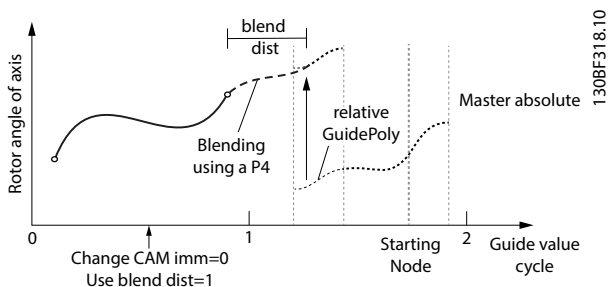 blend
dist
130BF318.10
Rotor angle of axis
Master absolute
relative
GuidePoly
Blending
using a P4
0
1
2
Change CAM imm=0
Use blend dist=1
Starting
Node
Guide value
cycle